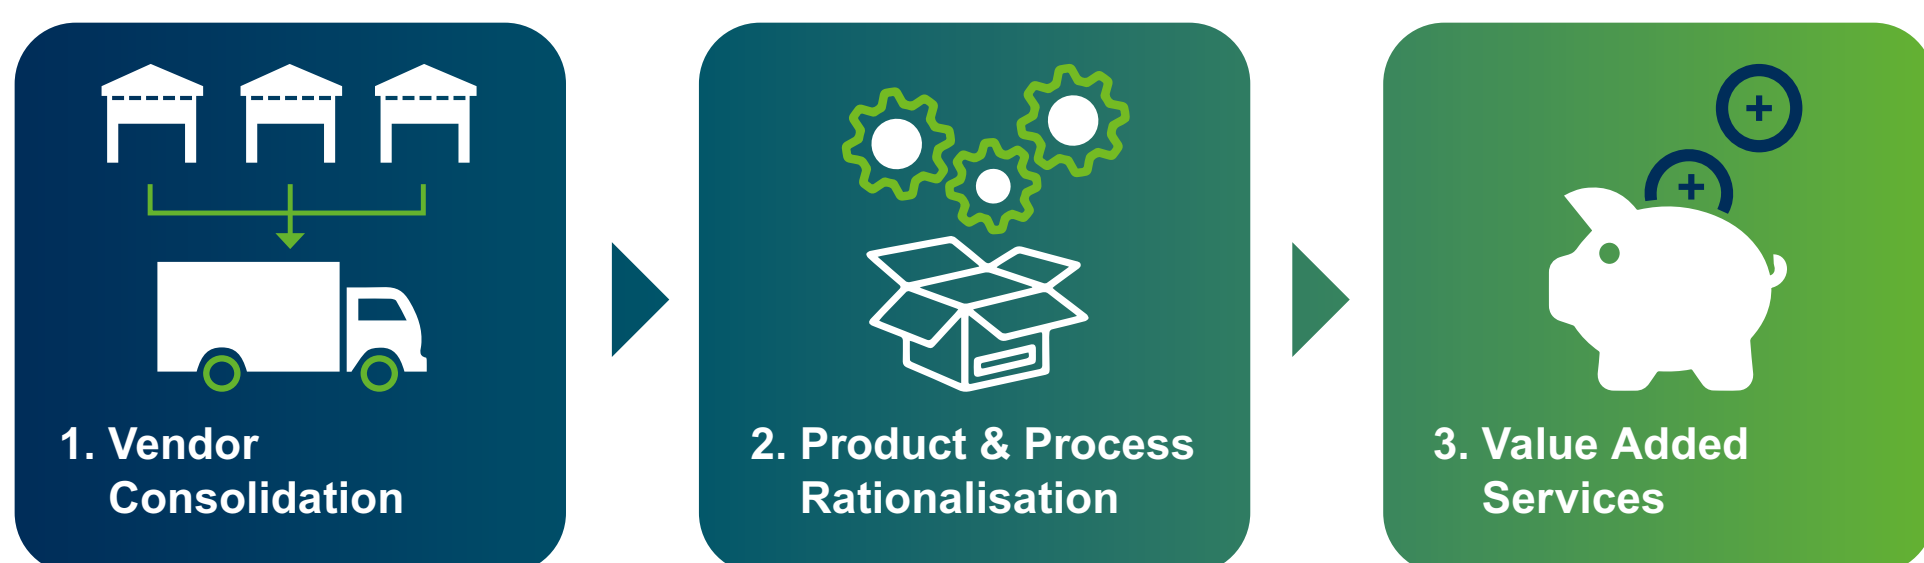 1. Vendor
Consolidation
2. Product & Process
Rationalisation
3. Value Added
Services